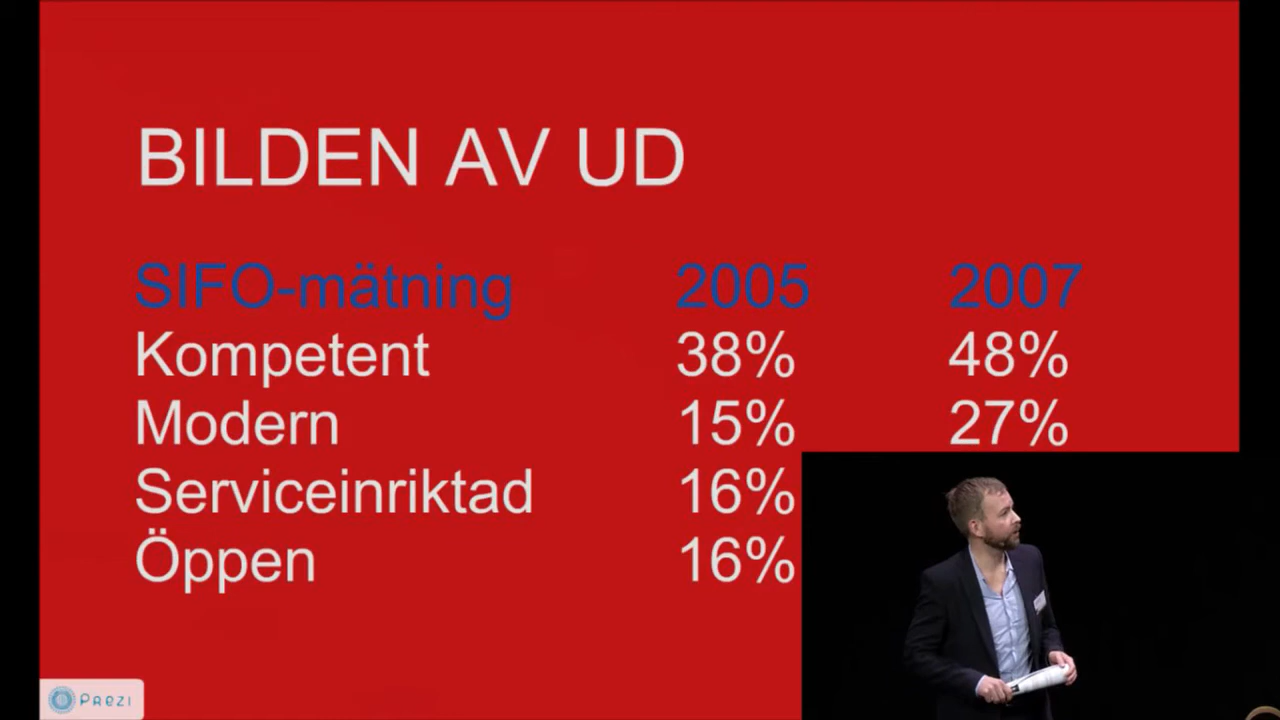 BILDEN AV UD
SIFO-mätning 2005 2007
Kompetent 38% 48%
Modern 15% 27%
Serviceinriktad 16%
Öppen 16%
PREZI